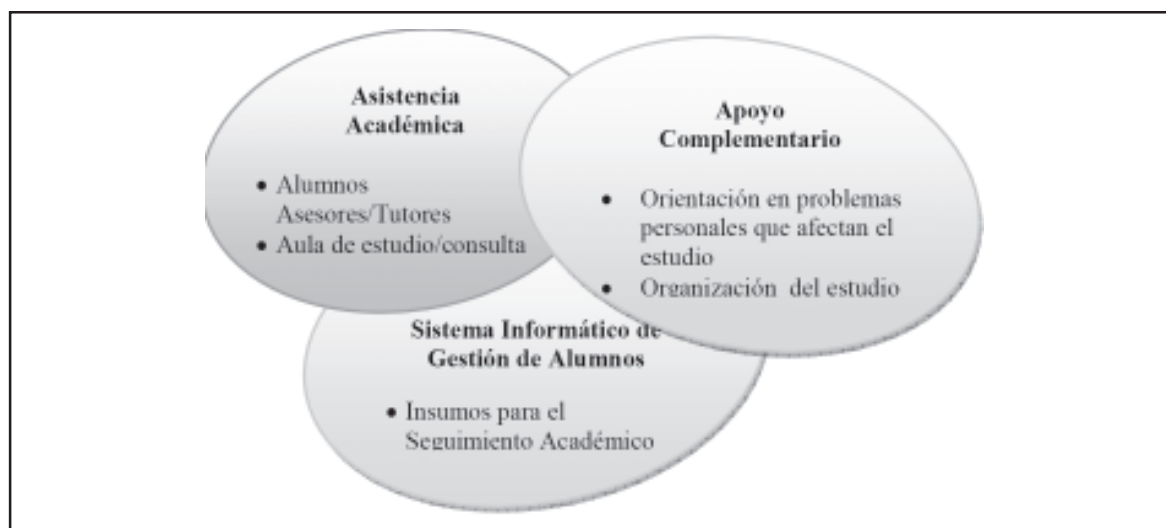 Asistencia
Académica
• Alumnos
Asesores/Tutores
• Aula de estudio/consulta
Apoyo
Complementario
• Orientación en problemas
personales que afectan el
estudio
• Organización del estudio
Sistema Informático de
Gestión de Alumnos
• Insumos para el
Seguimiento Académico